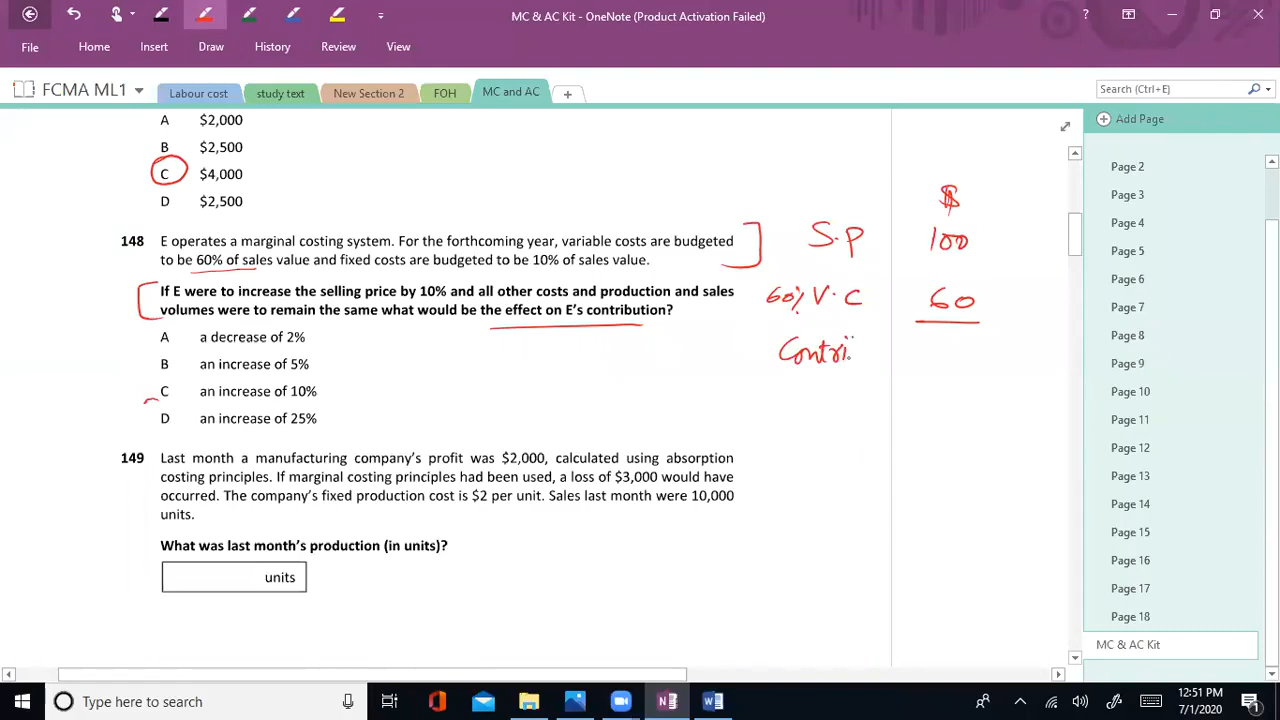 MC & AC Kit - OneNote (Product Activation Failed)
File Home Insert Draw History Review View
FCMA ML1 Labour cost study text New Section 2 FOH MC and AC
Search (Ctrl+E)
Add Page
A $2,000
B $2,500
C $4,000
D $2,500
148 E operates a marginal costing system. For the forthcoming year, variable costs are budgeted
to be 60% of sales value and fixed costs are budgeted to be 10% of sales value.
If E were to increase the selling price by 10% and all other costs and production and sales
volumes were to remain the same what would be the effect on E's contribution?
A a decrease of 2%
B an increase of 5%
C an increase of 10%
D an increase of 25%
149 Last month a manufacturing company's profit was $2,000, calculated using absorption
costing principles. If marginal costing principles had been used, a loss of $3,000 would have
occurred. The company's fixed production cost is $2 per unit. Sales last month were 10,000
units.
What was last month's production (in units)?
units
$
S.P 100
60% V.C 60
Contri
Page 2
Page 3
Page 4
Page 5
Page 6
Page 7
Page 8
Page 9
Page 10
Page 11
Page 12
Page 13
Page 14
Page 15
Page 16
Page 17
Page 18
MC & AC Kit
Type here to search
12:51 PM
7/1/2020